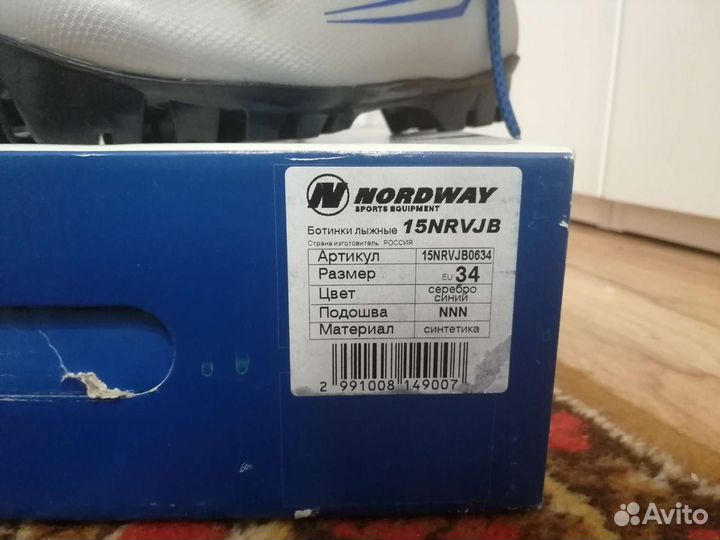 NORDWAY
SPORTS EQUIPMENT
Ботинки лыжные 15NRVJB
Страна изготовитель РОССИЯ
Артикул 15NRVJB0634
Размер EU 34
Цвет серебро синий
Подошва NNN
Материал синтетика
2 991008 149007
Avito